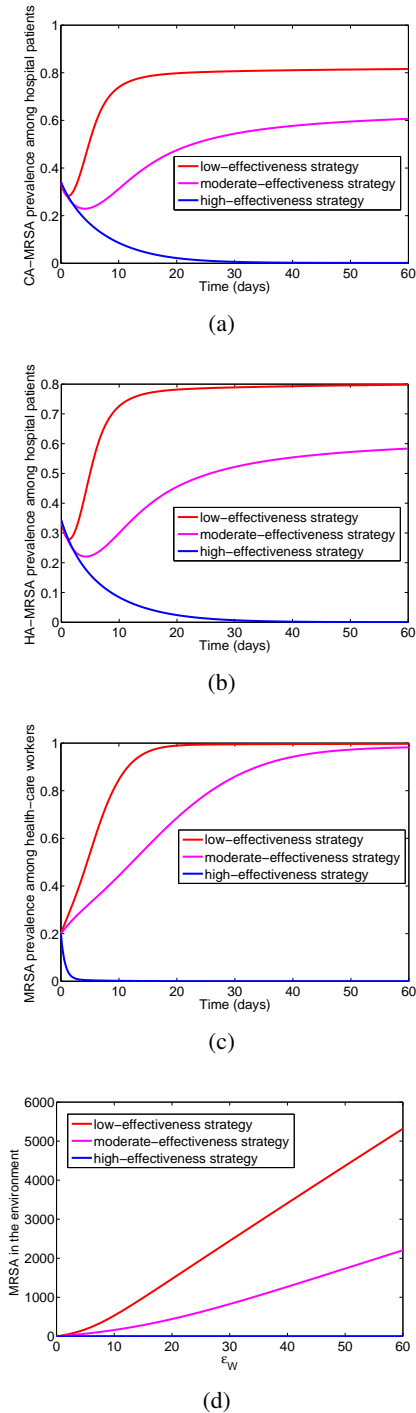 1
0.8
0.6
0.4
0.2
0
CA−MRSA prevalence among hospital patients
low−effectiveness strategy
moderate−effectiveness strategy
high−effectiveness strategy
0 10 20 30 40 50 60
Time (days)
(a)
0.8
0.7
0.6
0.5
0.4
0.3
0.2
0.1
0
HA−MRSA prevalence among hospital patients
low−effectiveness strategy
moderate−effectiveness strategy
high−effectiveness strategy
0 10 20 30 40 50 60
Time (days)
(b)
1
0.8
0.6
0.4
0.2
0
MRSA prevalence among health−care workers
low−effectiveness strategy
moderate−effectiveness strategy
high−effectiveness strategy
0 10 20 30 40 50 60
Time (days)
(c)
6000
5000
4000
3000
2000
1000
0
MRSA in the environment
low−effectiveness strategy
moderate−effectiveness strategy
high−effectiveness strategy
0 10 20 30 40 50 60
ε_W
(d)